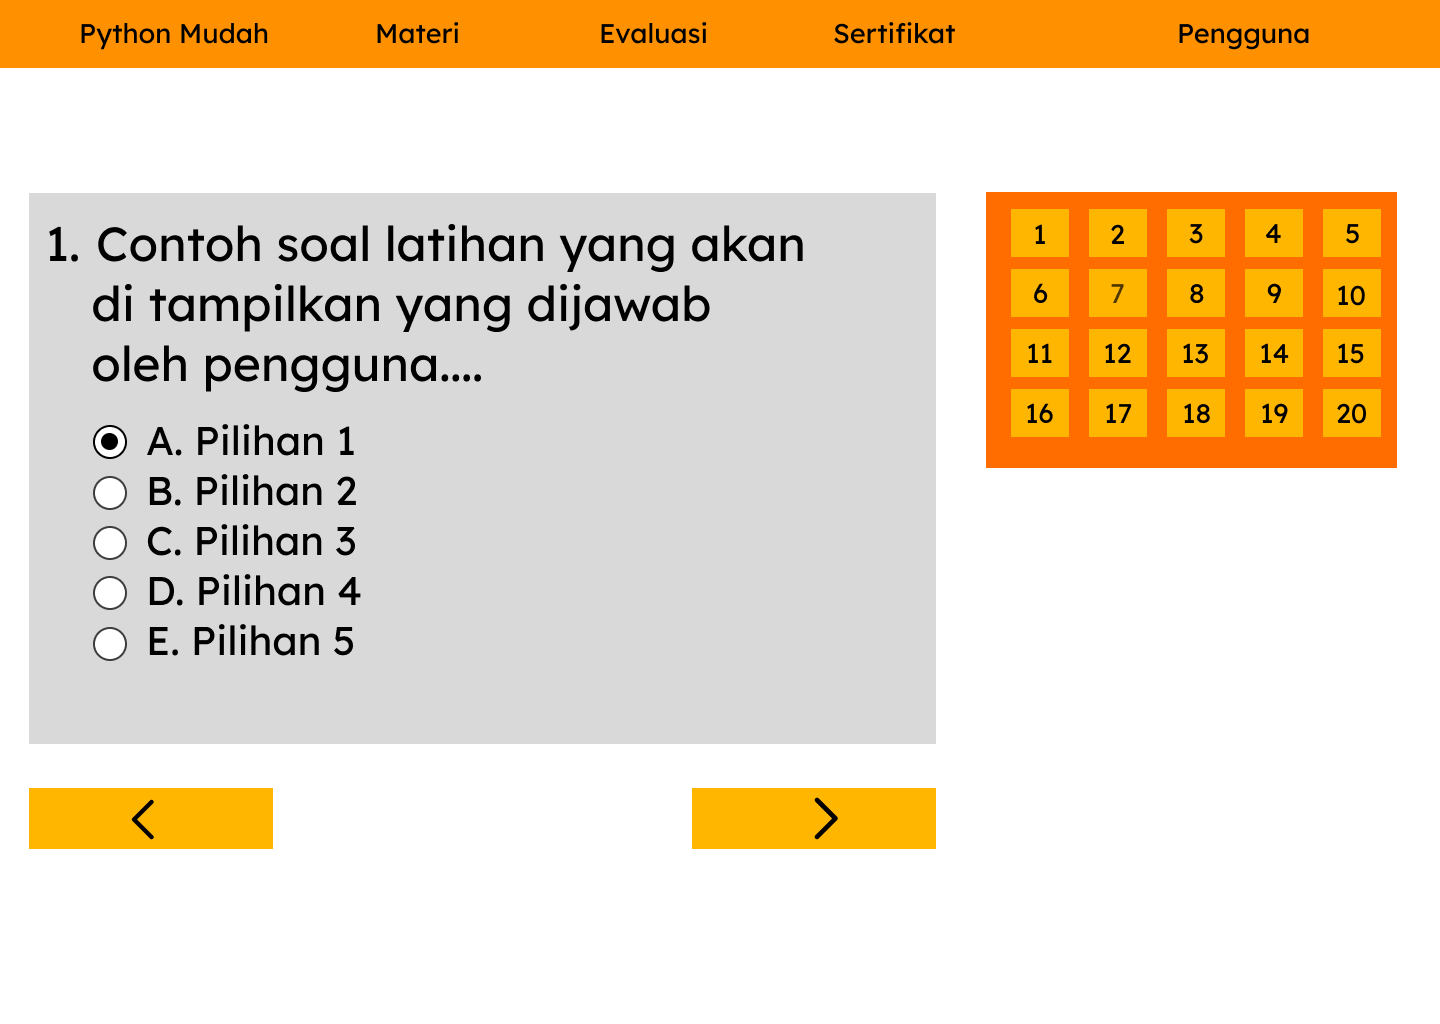 Python Mudah Materi Evaluasi Sertifikat Pengguna
1. Contoh soal latihan yang akan
di tampilkan yang dijawab
oleh pengguna....
A. Pilihan 1
B. Pilihan 2
C. Pilihan 3
D. Pilihan 4
E. Pilihan 5
1 2 3 4 5
6 7 8 9 10
11 12 13 14 15
16 17 18 19 20